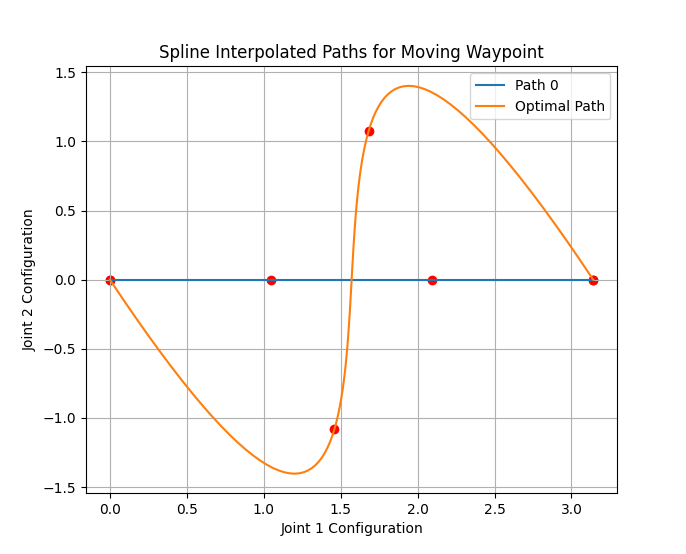 Spline Interpolated Paths for Moving Waypoint
Path 0
Optimal Path
1.5
1.0
0.5
0.0
−0.5
−1.0
−1.5
Joint 2 Configuration
0.0 0.5 1.0 1.5 2.0 2.5 3.0
Joint 1 Configuration